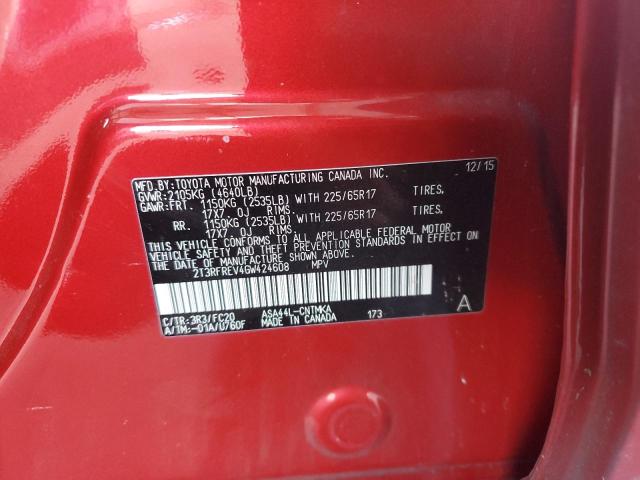 MFD.BY:TOYOTA MOTOR MANUFACTURING CANADA INC. 12/15
GVWR:2105KG (4640LB)
GAWR:FRT. 1150KG (2535LB) WITH 225/65R17 TIRES,
17X7 0J RIMS.
RR. 1150KG (2535LB) WITH 225/65R17 TIRES,
17X7 0J RIMS
THIS VEHICLE CONFORMS TO ALL APPLICABLE FEDERAL MOTOR
VEHICLE SAFETY AND THEFT PREVENTION STANDARDS IN EFFECT ON
THE DATE OF MANUFACTURE SHOWN ABOVE.
2T3RFREV4GW424608 MPV
C/TR:3R3/FC20 ASA44L-CNTMKA A
A/TM:-01A/U760F MADE IN CANADA 173